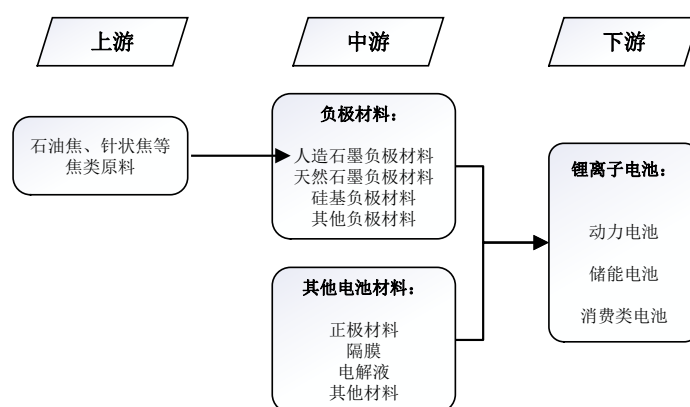 上游
中游
下游
石油焦、针状焦等
焦类原料
负极材料：
人造石墨负极材料
天然石墨负极材料
硅基负极材料
其他负极材料
其他电池材料：
正极材料
隔膜
电解液
其他材料
锂离子电池：
动力电池
储能电池
消费类电池